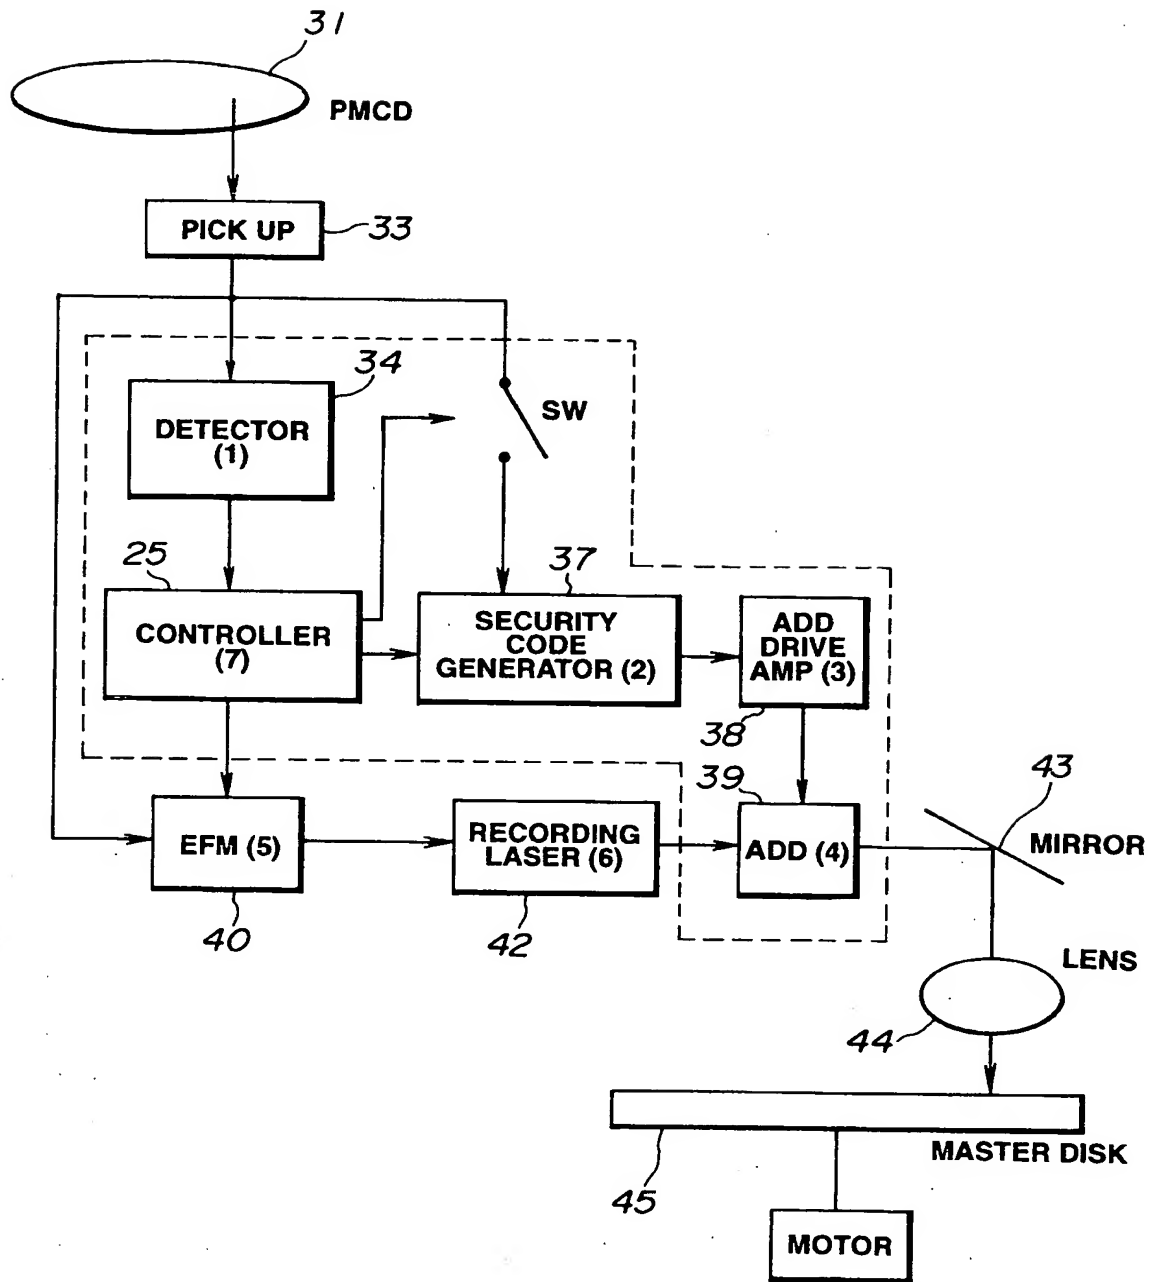 31
PMCD
PICK UP
33
34
DETECTOR
(1)
SW
25
CONTROLLER
(7)
37
SECURITY
CODE
GENERATOR (2)
ADD
DRIVE
AMP (3)
38
39
43
MIRROR
EFM (5)
40
RECORDING
LASER (6)
42
ADD (4)
LENS
44
MASTER DISK
45
MOTOR